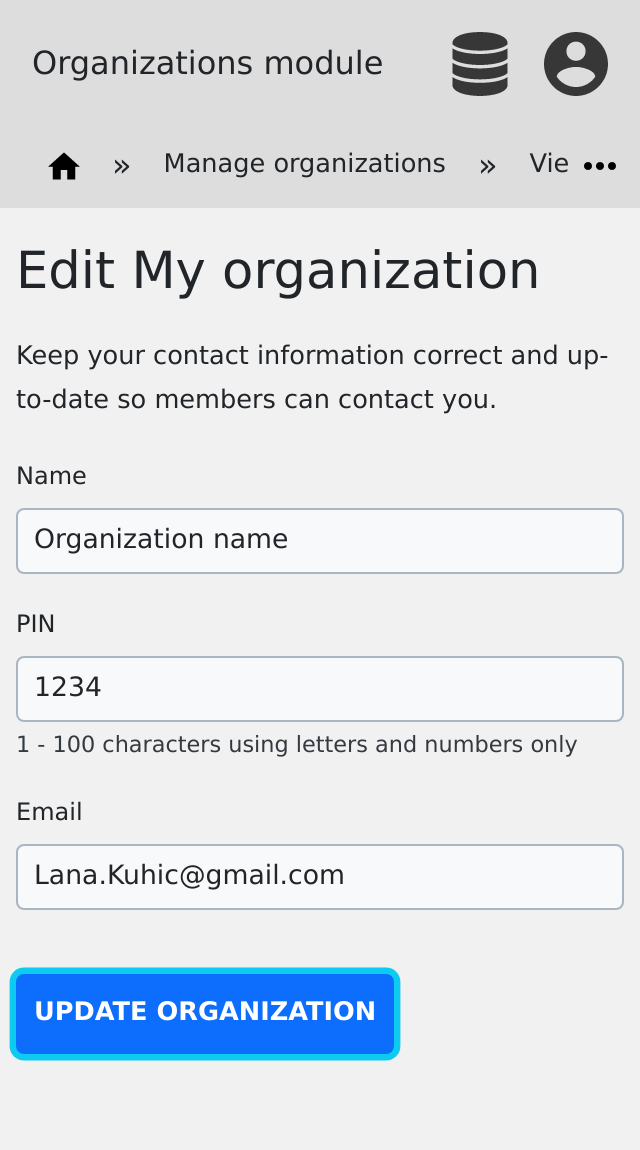 Organizations module
» Manage organizations » Vie
Edit My organization
Keep your contact information correct and up-
to-date so members can contact you.
Name
Organization name
PIN
1234
1 - 100 characters using letters and numbers only
Email
Lana.Kuhic@gmail.com
UPDATE ORGANIZATION